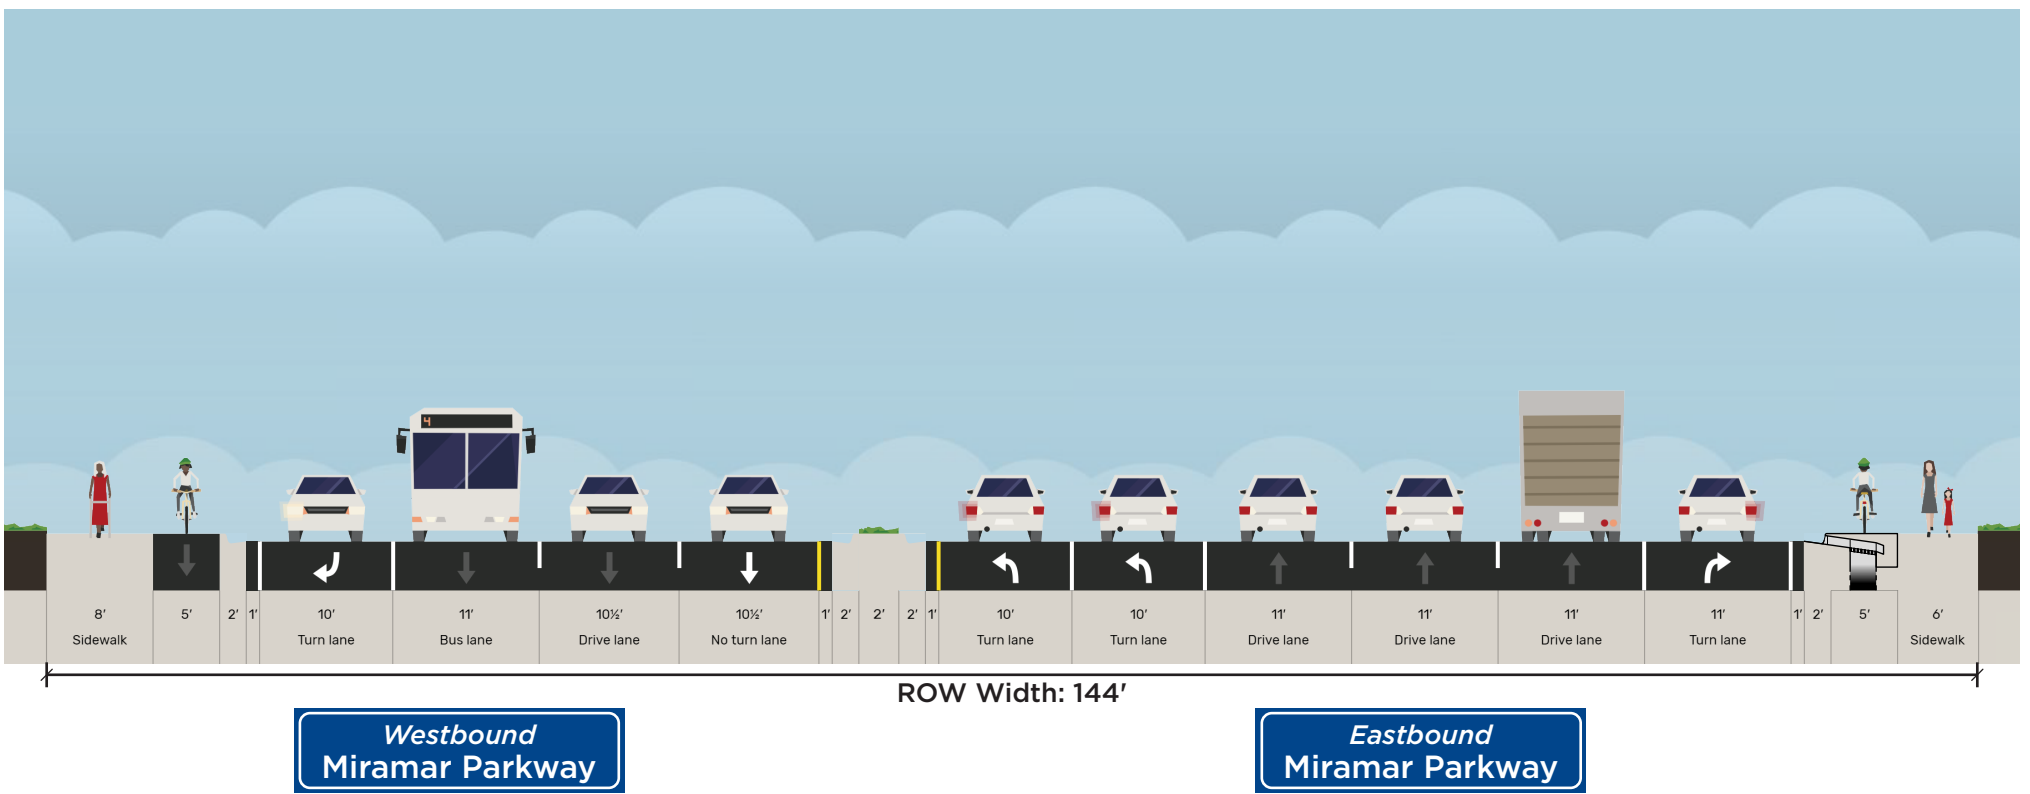 4
8' 5' 2' 1' 10' 11' 10½' 10½' 1' 2' 2' 2' 1' 10' 10' 11' 11' 11' 11' 1' 2' 5' 6'
Sidewalk Turn lane Bus lane Drive lane No turn lane Turn lane Turn lane Drive lane Drive lane Drive lane Turn lane Sidewalk
ROW Width: 144'
Westbound
Miramar Parkway
Eastbound
Miramar Parkway